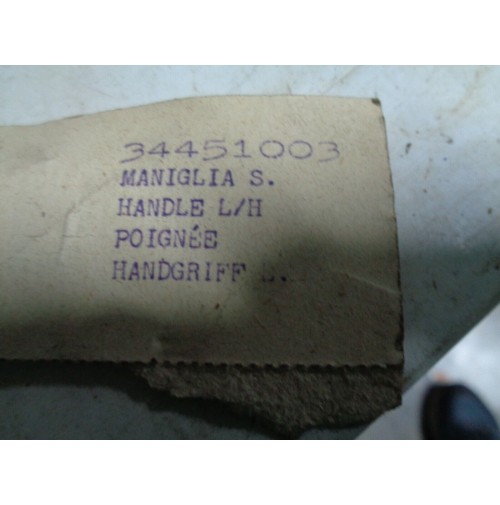 34451003
MANIGLIA S.
HANDLE L/H
POIGNÉE
HANDGRIFF